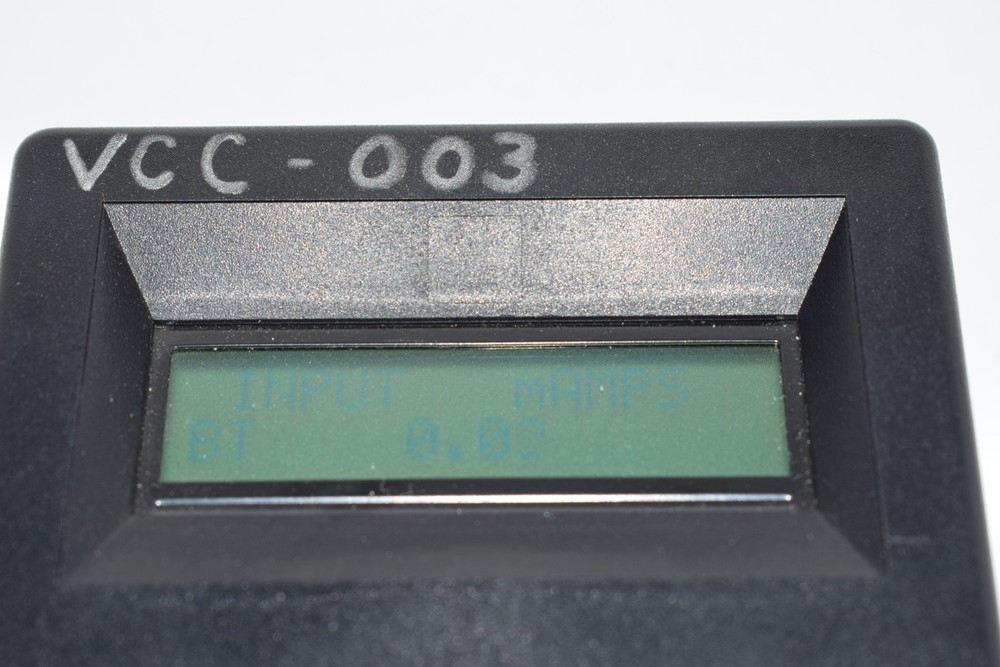 VCC-003
INPUT mAMPS
BT 0.02